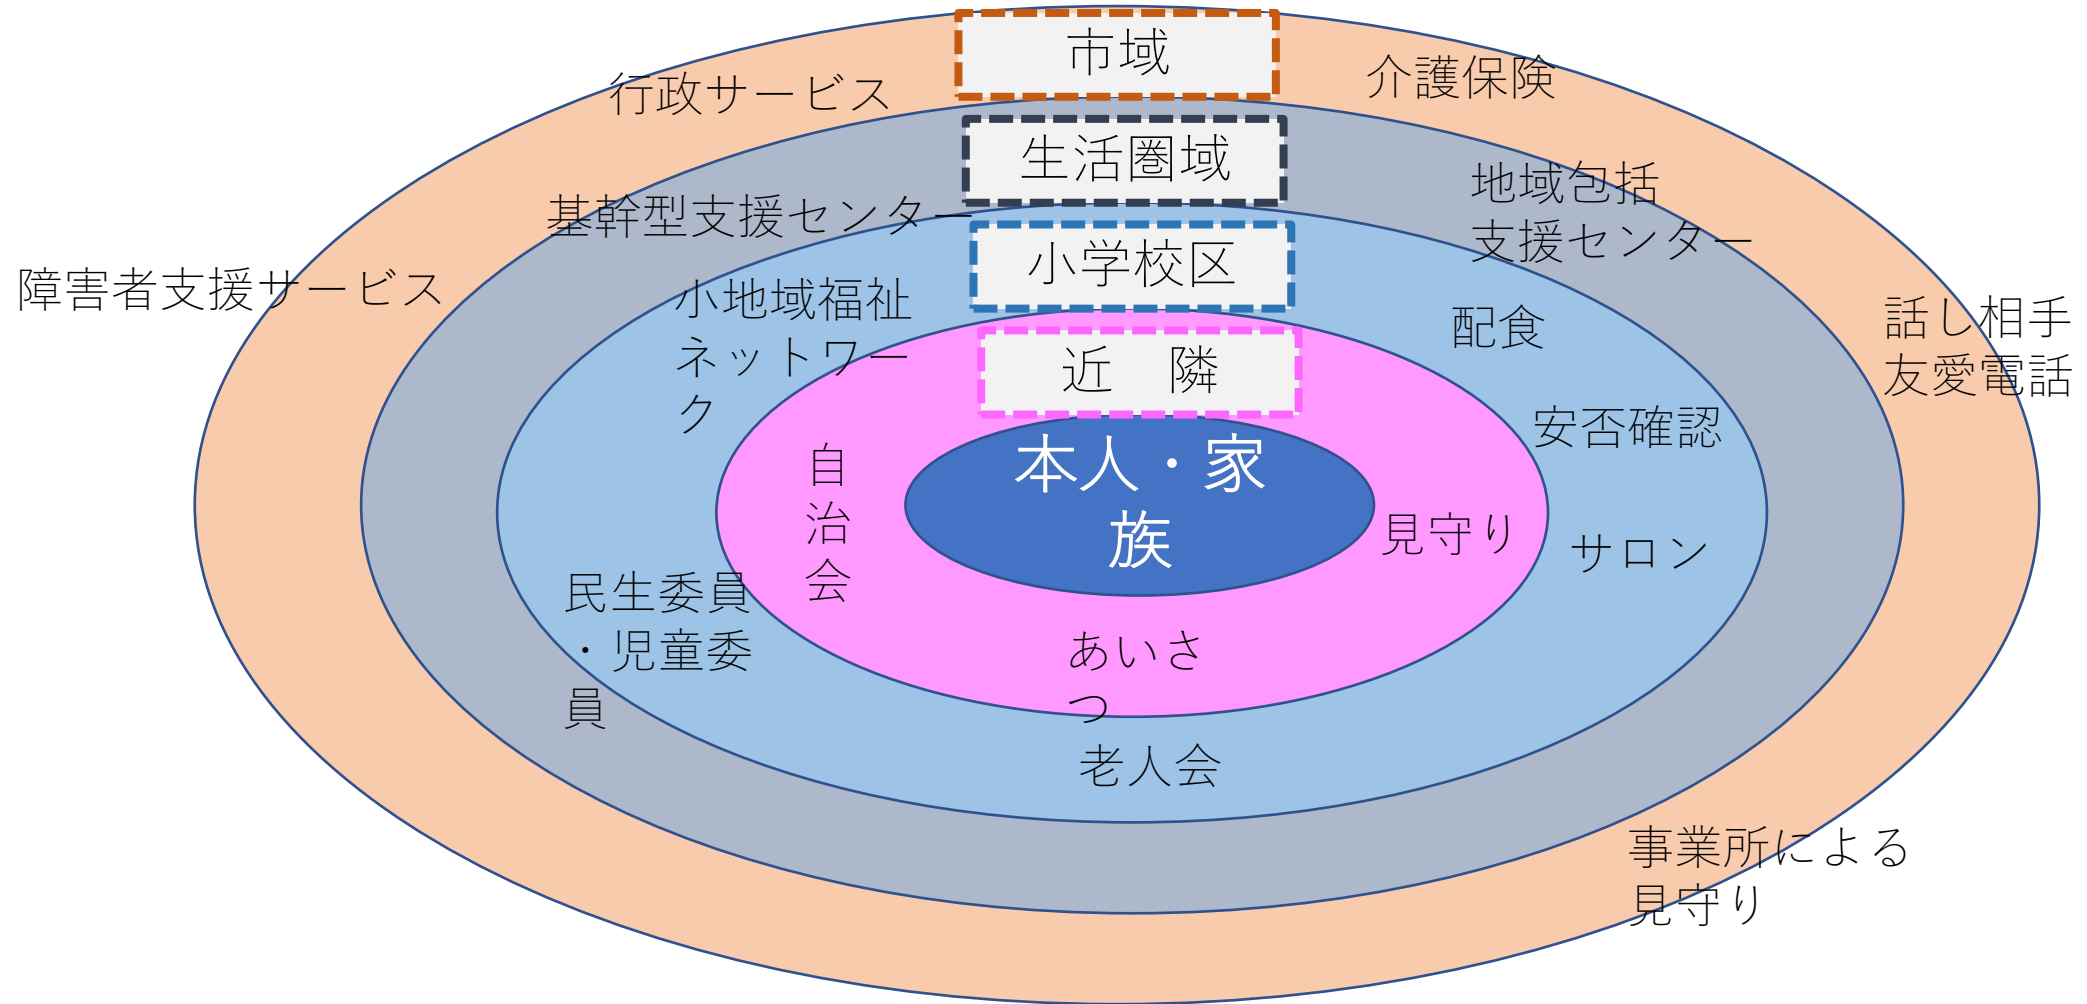 市域
行政サービス
介護保険
生活圏域
基幹型支援センター
地域包括
支援センター
小学校区
障害者支援サービス
小地域福祉
ネットワー
ク
配食
話し相手
友愛電話
近　隣
安否確認
本人・家
族
自
治
会
見守り
サロン
民生委員
・児童委
員
あいさ
つ
老人会
事業所による
見守り